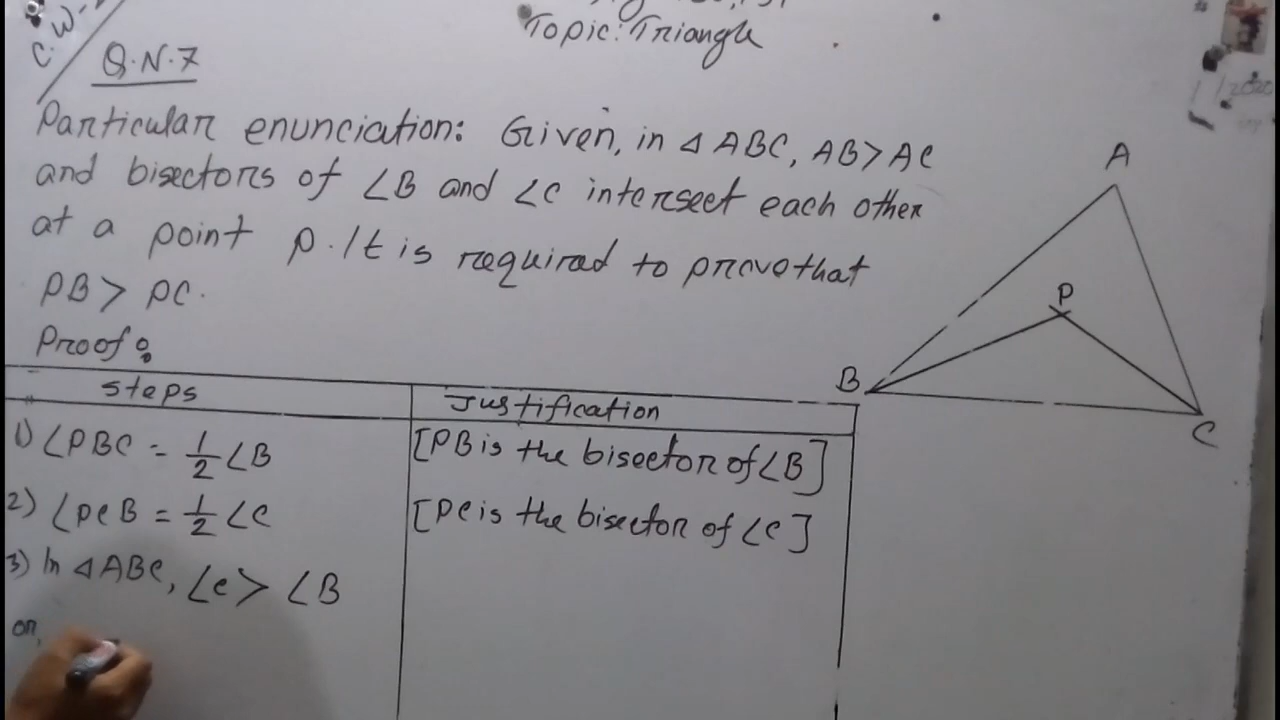 C.W
Topic: Triangle
Q.N.7
Particular enunciation: Given, in △ABC, AB>AC
and bisectors of ∠B and ∠C intersect each other
at a point p. It is required to prove that
PB > PC.
Proof:
steps
Justification
1) ∠PBC = 1/2 ∠B
[PB is the bisector of ∠B]
2) ∠PCB = 1/2 ∠C
[PC is the bisector of ∠C]
3) In △ABC, ∠C > ∠B
or,
A
P
B
C